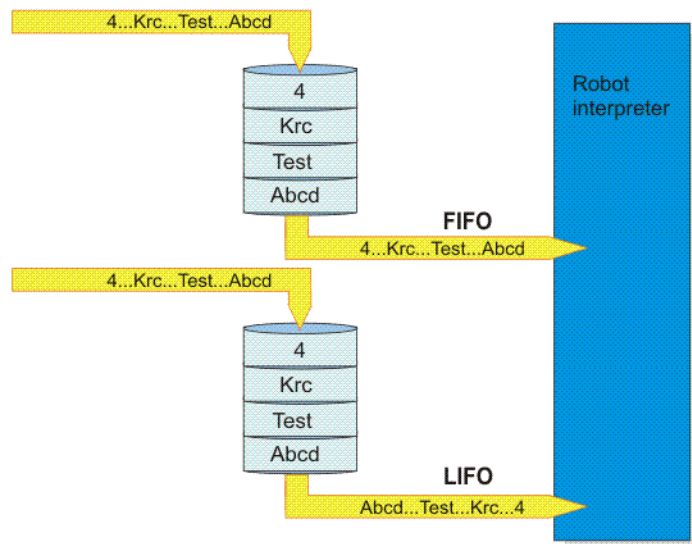 4...Krc...Test...Abcd
4
Krc
Test
Abcd
Robot
interpreter
FIFO
4...Krc...Test...Abcd
4...Krc...Test...Abcd
4
Krc
Test
Abcd
LIFO
Abcd...Test...Krc...4